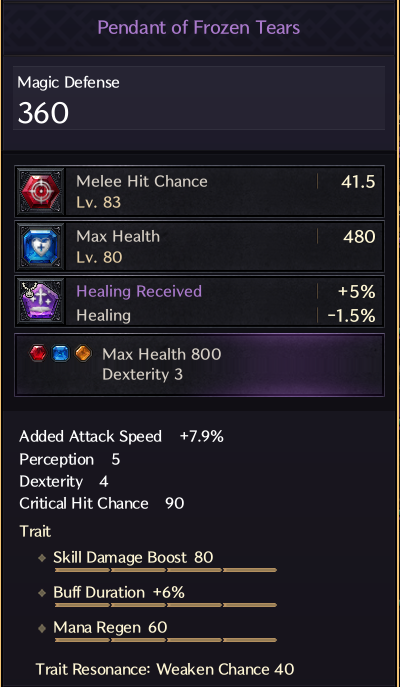 Pendant of Frozen Tears
Magic Defense
360
Melee Hit Chance 41.5
Lv. 83
Max Health 480
Lv. 80
Healing Received +5%
Healing -1.5%
Max Health 800
Dexterity 3
Added Attack Speed +7.9%
Perception 5
Dexterity 4
Critical Hit Chance 90
Trait
Skill Damage Boost 80
Buff Duration +6%
Mana Regen 60
Trait Resonance: Weaken Chance 40